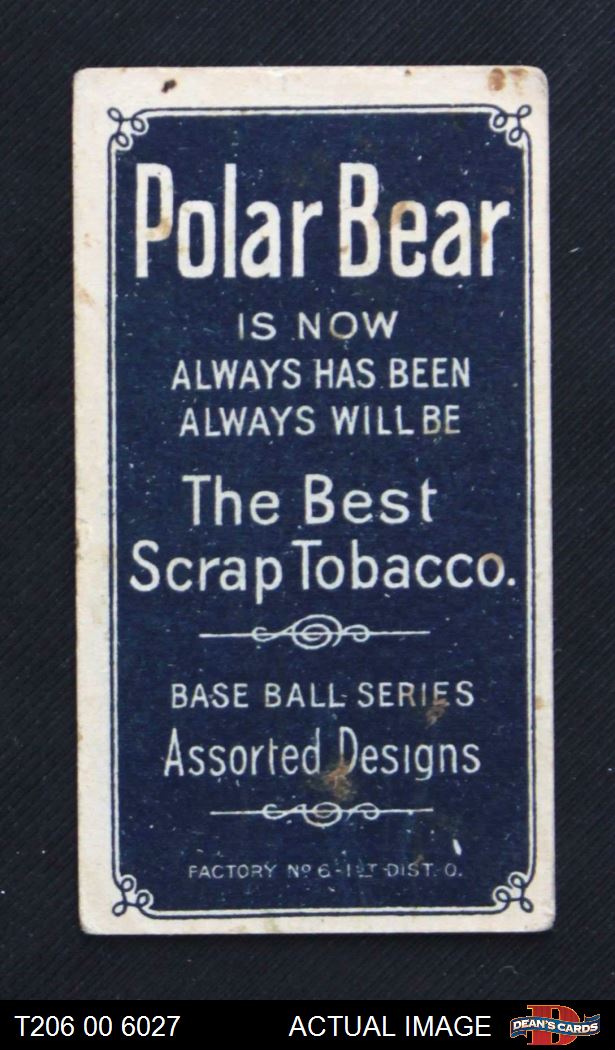 Polar Bear
IS NOW
ALWAYS HAS BEEN
ALWAYS WILL BE
The Best
Scrap Tobacco.
BASE BALL SERIES
Assorted Designs
FACTORY Nº 6-1ST DIST. O.
T206 00 6027 ACTUAL IMAGE
D
DEAN'S CARDS